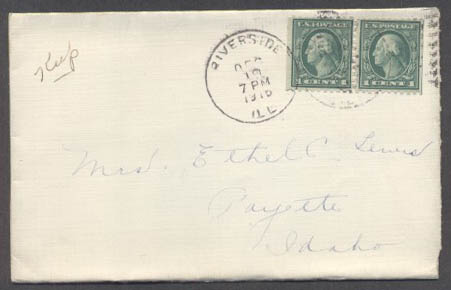 Keep
RIVERSIDE
DEC
7 PM
1916
ILL
U.S. POSTAGE
1 CENT 1
U.S. POSTAGE
1 CENT 1
Mrs. Ethel C. Lewis
Payette
Idaho